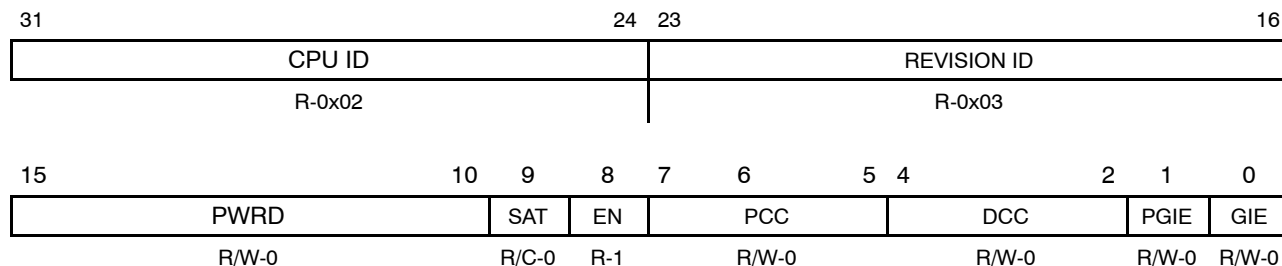 31 24 23 16
CPU ID REVISION ID
R-0x02 R-0x03
15 10 9 8 7 6 5 4 2 1 0
PWRD SAT EN PCC DCC PGIE GIE
R/W-0 R/C-0 R-1 R/W-0 R/W-0 R/W-0 R/W-0